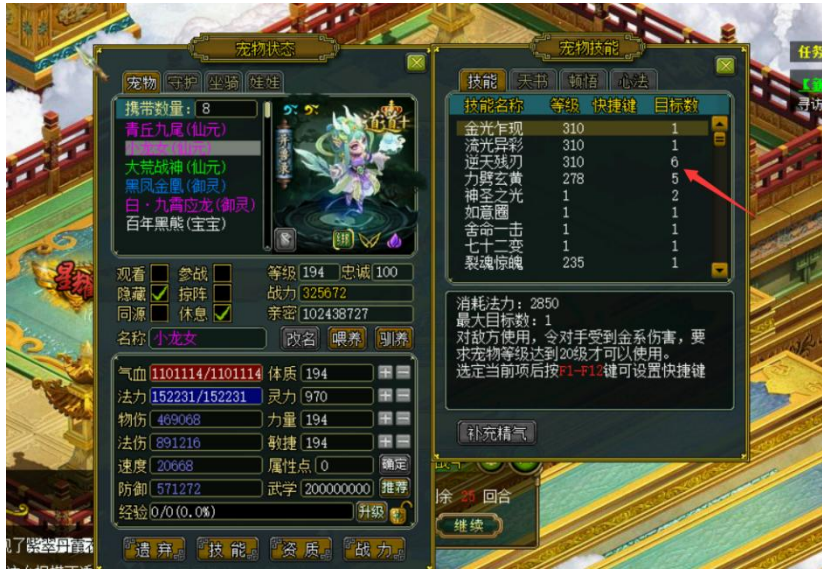 宠物状态
宠物 守护 坐骑 娃娃
携带数量: 8
青丘九尾(仙元)
小龙女(仙元)
大荒战神(仙元)
黑凤金凰(御灵)
白·九霄应龙(御灵)
百年黑熊(宝宝)
观看 参战
隐藏 掠阵
同源 休息
等级 194 忠诚 100
战力 325672
亲密 102438727
名称 小龙女 改名 喂养 驯养
气血 1101114/1101114 体质 194
法力 152231/152231 灵力 970
物伤 469068 力量 194
法伤 891216 敏捷 194
速度 20668 属性点 0 确定
防御 571272 武学 200000000 推荐
经验 0/0(0.0%) 升级
遗弃 技能 资质 战力
宠物技能
技能 天书 顿悟 心法
技能名称 等级 快捷键 目标数
金光乍现 310 1
流光异彩 310 1
逆天残刃 310 6
力劈玄黄 278 5
神圣之光 1 2
如意圈 1 1
舍命一击 1 1
七十二变 1 1
裂魂惊魄 235 1
消耗法力: 2850
最大目标数: 1
对敌方使用，令对手受到金系伤害，要
求宠物等级达到20级才可以使用。
选定当前项后按F1-F12键可设置快捷键
补充精气
余 25 回合
继续
任务
寻访
星耀